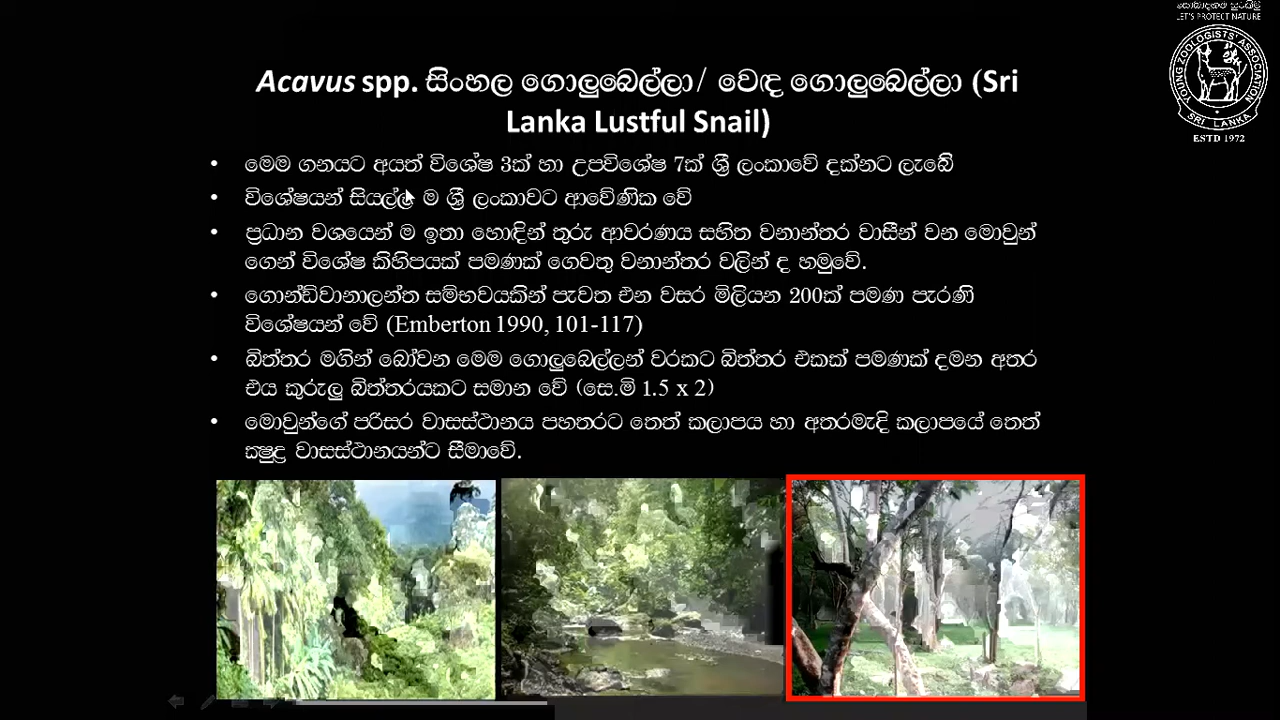 සොබාදහම සුරකිමු
LET'S PROTECT NATURE
YOUNG ZOOLOGISTS' ASSOCIATION
SRI LANKA
ESTD 1972
Acavus spp. සිංහල ගොලුබෙල්ලා/ වෙඳ ගොලුබෙල්ලා (Sri
Lanka Lustful Snail)
• මෙම ගනයට අයත් විශේෂ 3ක් හා උපවිශේෂ 7ක් ශ්‍රී ලංකාවේ දක්නට ලැබේ
• විශේෂයන් සියල්ල ම ශ්‍රී ලංකාවට ආවේණික වේ
• ප්‍රධාන වශයෙන් ම ඉතා හොඳින් තුරු ආවරණය සහිත වනාන්තර වාසීන් වන මොවුන්
ගෙන් විශේෂ කිහිපයක් පමණක් ගෙවතු වනාන්තර වලින් ද හමුවේ.
• ගොන්ඩ්වානාලන්ත සම්භවයකින් පැවත එන වසර මිලියන 200ක් පමණ පැරණි
විශේෂයන් වේ (Emberton 1990, 101-117)
• බිත්තර මගින් බෝවන මෙම ගොලුබෙල්ලන් වරකට බිත්තර එකක් පමණක් දමන අතර
එය කුරුලු බිත්තරයකට සමාන වේ (සෙ.මි 1.5 x 2)
• මොවුන්ගේ පරිසර වාසස්ථානය පහතරට තෙත් කලාපය හා අතරමැදි කලාපයේ තෙත්
ක්‍ෂුද්‍ර වාසස්ථානයන්ට සීමාවේ.